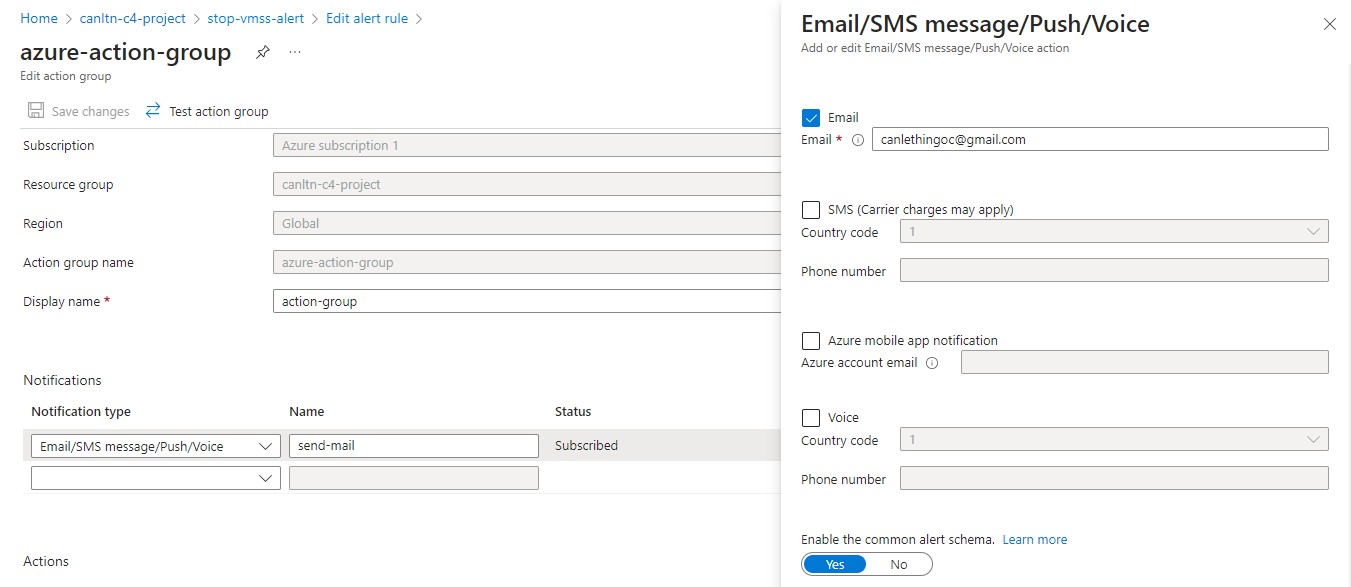 Home > canltn-c4-project > stop-vmss-alert > Edit alert rule >
azure-action-group ...
Edit action group
Save changes Test action group
Subscription Azure subscription 1
Resource group canltn-c4-project
Region Global
Action group name azure-action-group
Display name * action-group
Notifications
Notification type Name Status
Email/SMS message/Push/Voice send-mail Subscribed
Actions
Email/SMS message/Push/Voice
Add or edit Email/SMS message/Push/Voice action
Email
Email * canlethingoc@gmail.com
SMS (Carrier charges may apply)
Country code 1
Phone number
Azure mobile app notification
Azure account email
Voice
Country code 1
Phone number
Enable the common alert schema. Learn more
Yes No